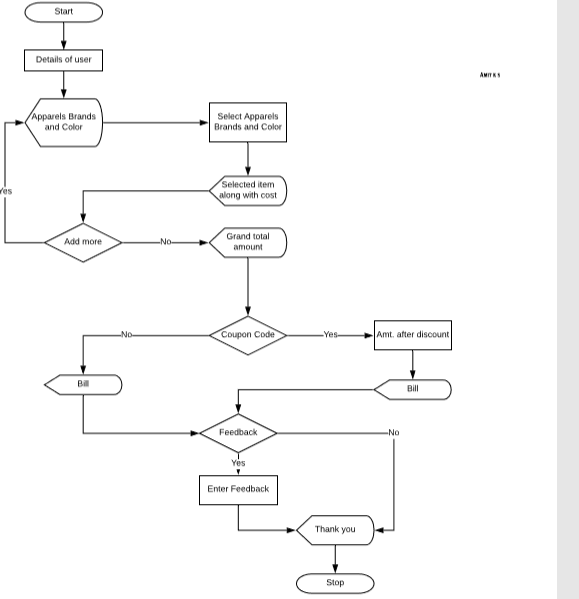 Start
Details of user
AMIT K S
Apparels Brands
and Color
Select Apparels
Brands and Color
Yes
Selected item
along with cost
Add more
No
Grand total
amount
No
Coupon Code
Yes
Amt. after discount
Bill
Bill
Feedback
No
Yes
Enter Feedback
Thank you
Stop